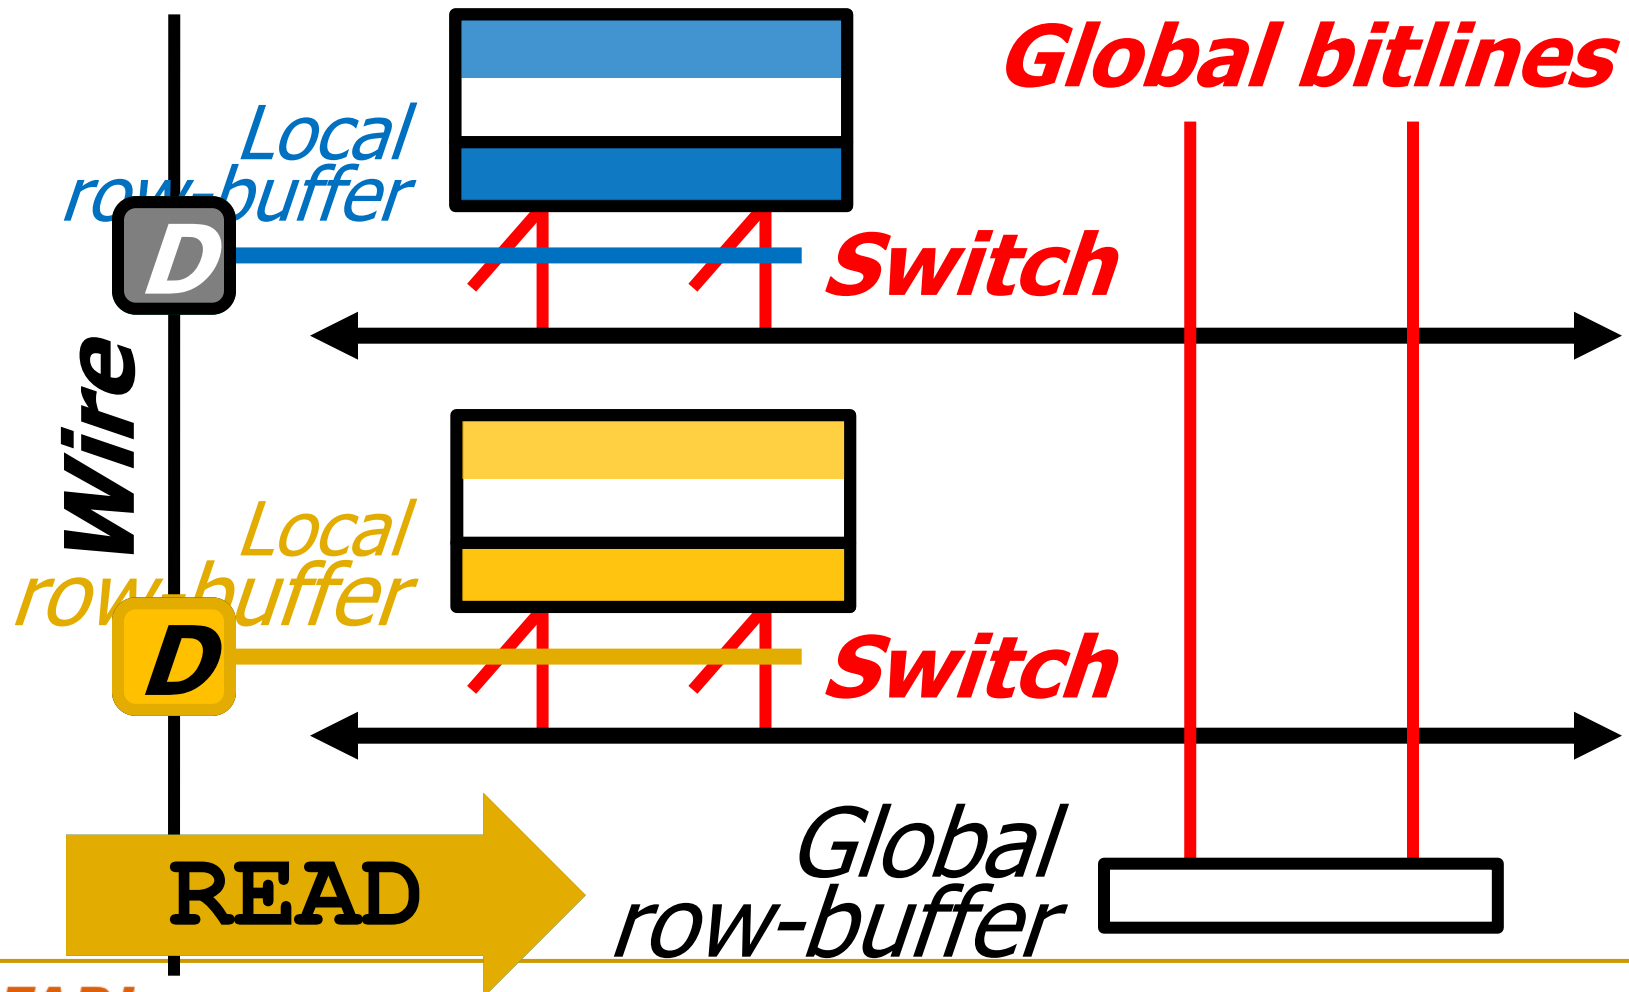 Global bitlines
Local
row-buffer
D
Switch
Wire
Local
row-buffer
D
Switch
READ
Global
row-buffer